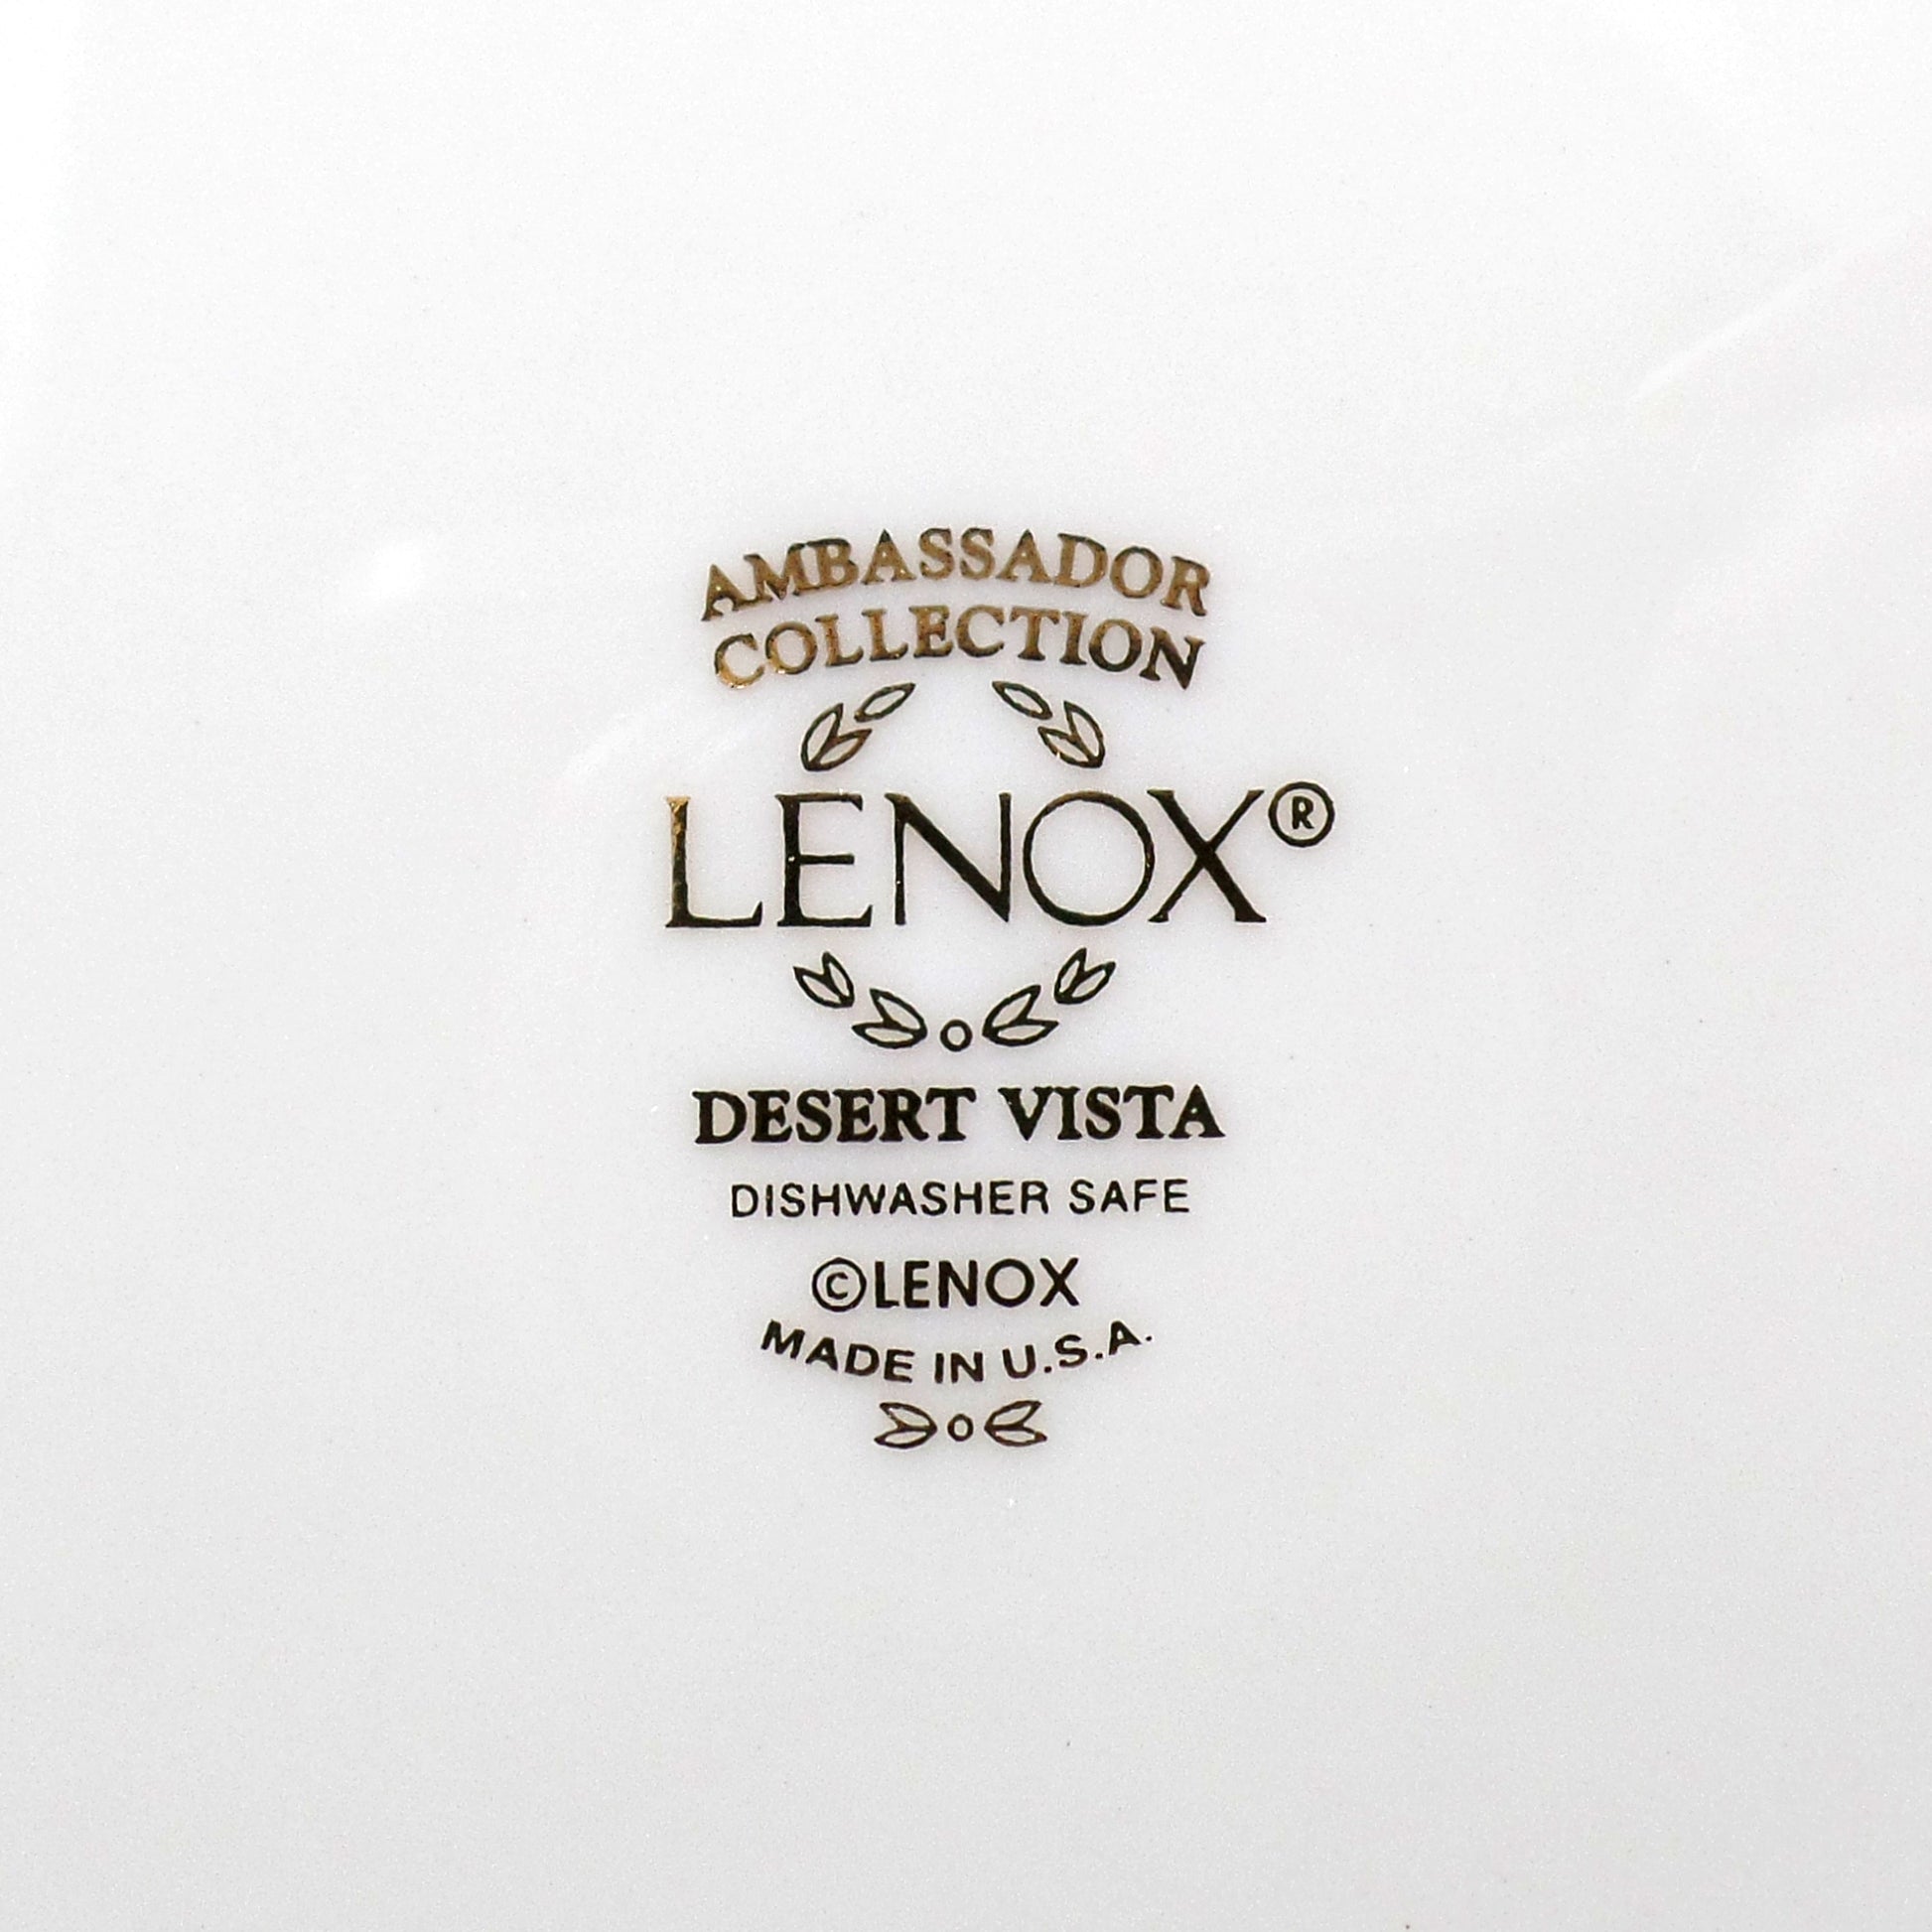 AMBASSADOR
COLLECTION
LENOX®
DESERT VISTA
DISHWASHER SAFE
©LENOX
MADE IN U.S.A.